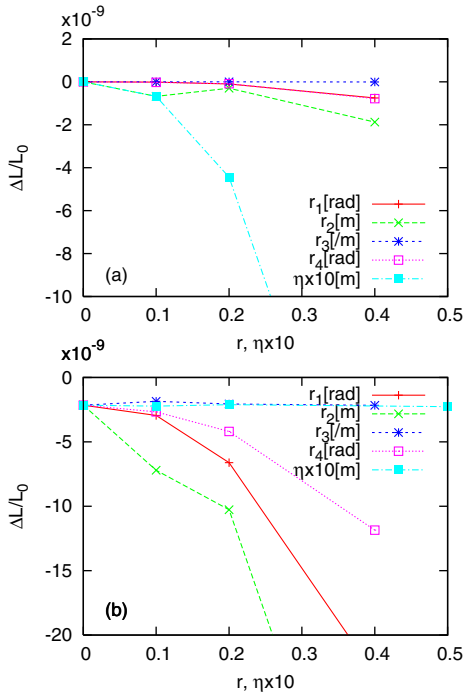 x10⁻⁹
2
0
-2
-4
-6
-8
-10
ΔL/L₀
r₁[rad]
r₂[m]
r₃[/m]
r₄[rad]
ηx10[m]
(a)
0 0.1 0.2 0.3 0.4 0.5
r, ηx10
x10⁻⁹
0
-5
-10
-15
-20
ΔL/L₀
r₁[rad]
r₂[m]
r₃[/m]
r₄[rad]
ηx10[m]
(b)
0 0.1 0.2 0.3 0.4 0.5
r, ηx10